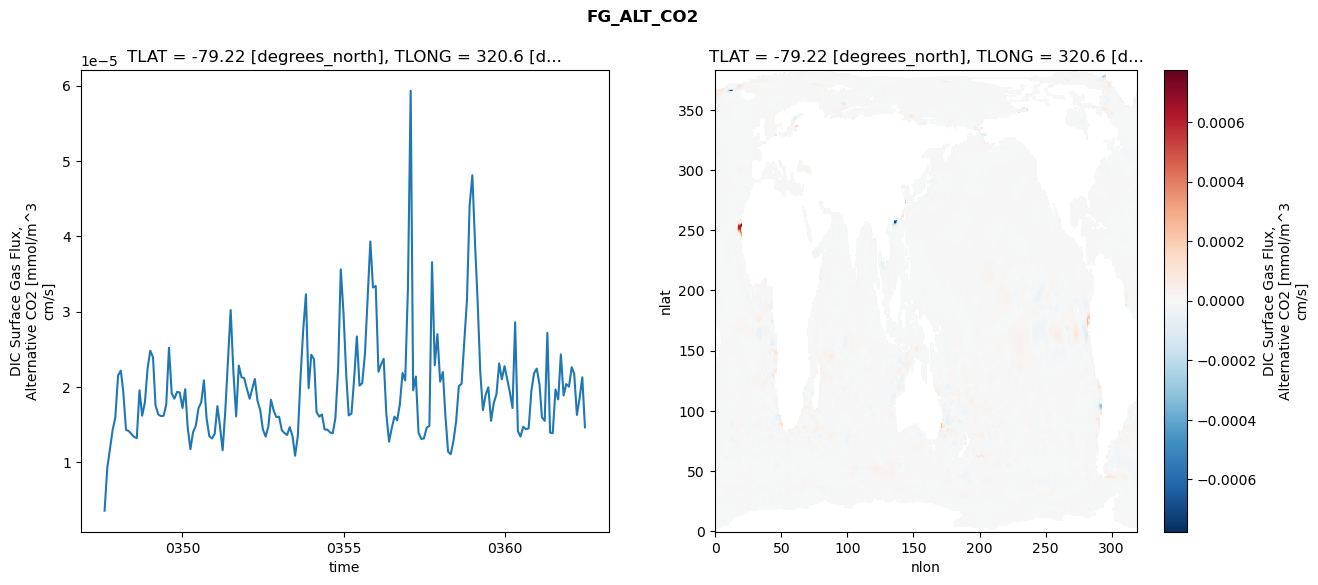 FG_ALT_CO2
TLAT = -79.22 [degrees_north], TLONG = 320.6 [d...
1e−5
6
5
4
3
2
1
DIC Surface Gas Flux,
Alternative CO2 [mmol/m^3
cm/s]
0350
0355
0360
time
TLAT = -79.22 [degrees_north], TLONG = 320.6 [d...
350
300
250
200
150
100
50
0
nlat
0
50
100
150
200
250
300
nlon
0.0006
0.0004
0.0002
0.0000
−0.0002
−0.0004
−0.0006
DIC Surface Gas Flux,
Alternative CO2 [mmol/m^3
cm/s]